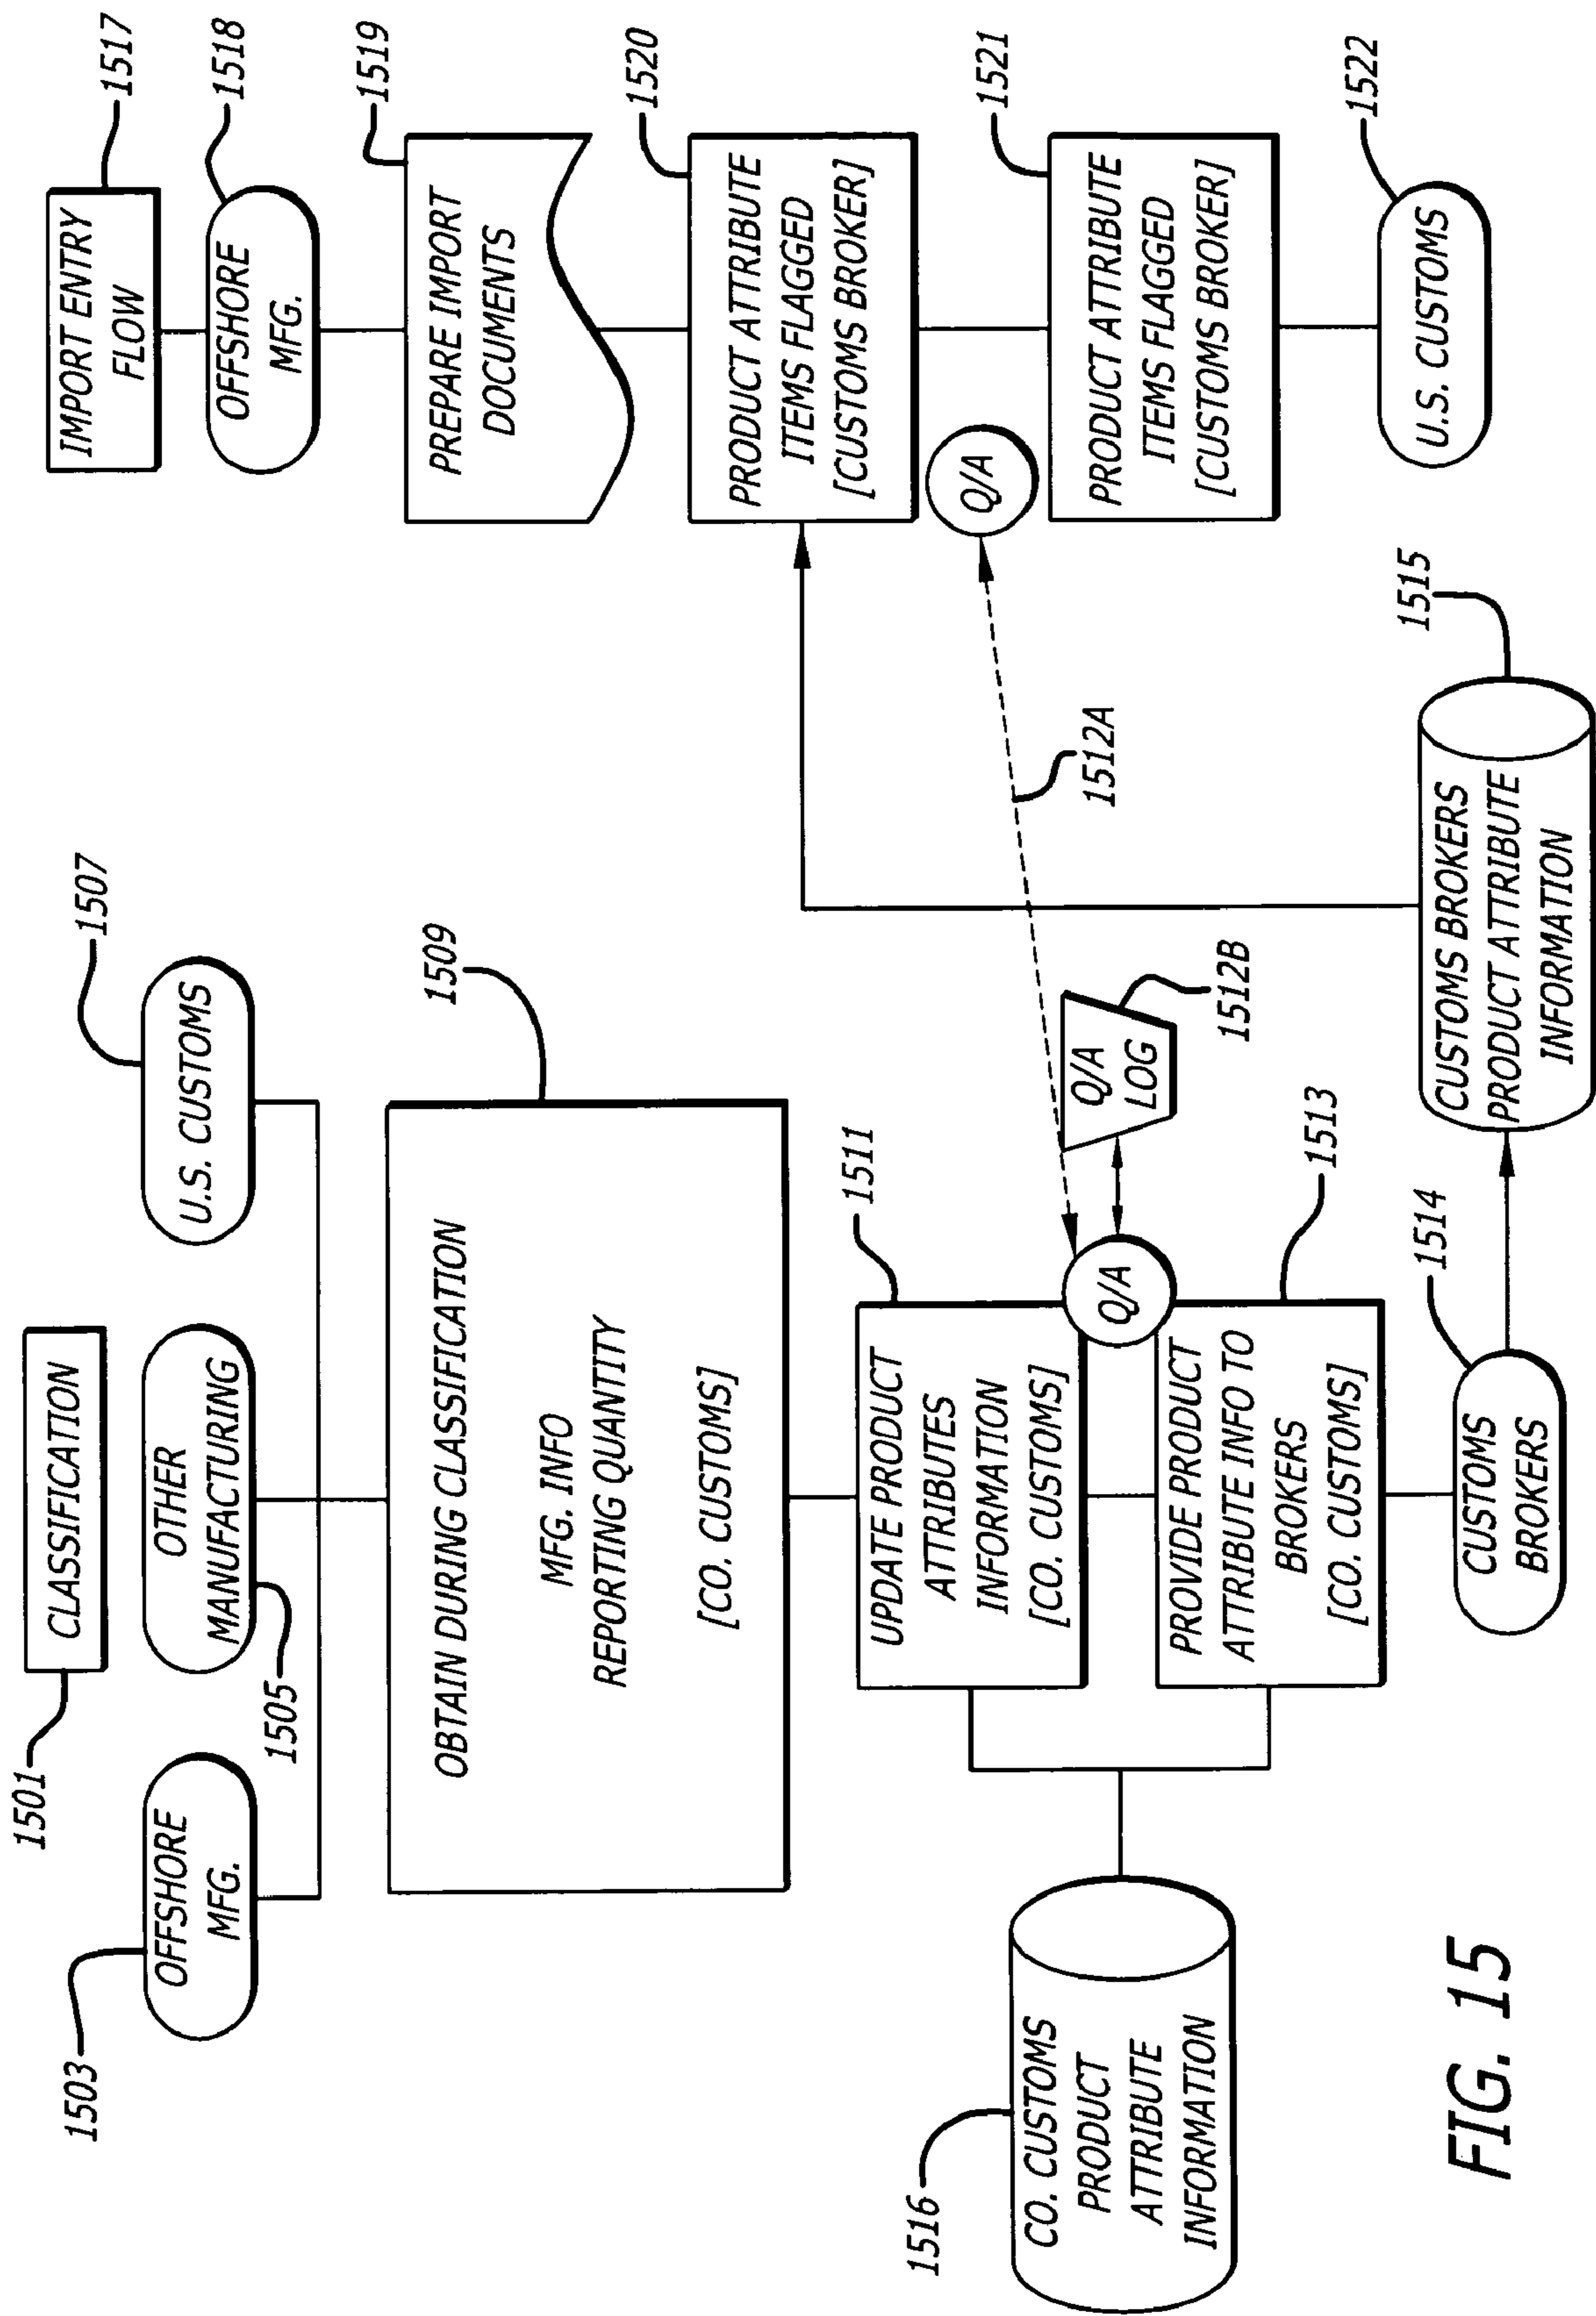 1501
CLASSIFICATION
1503
OFFSHORE
MFG.
OTHER
MANUFACTURING
1505
U.S. CUSTOMS
1507
OBTAIN DURING CLASSIFICATION
MFG. INFO
REPORTING QUANTITY
[CO. CUSTOMS]
1509
UPDATE PRODUCT
ATTRIBUTES
INFORMATION
[CO. CUSTOMS]
1511
Q/A
Q/A
LOG
1512B
1512A
PROVIDE PRODUCT
ATTRIBUTE INFO TO
BROKERS
[CO. CUSTOMS]
1513
1516
CO. CUSTOMS
PRODUCT
ATTRIBUTE
INFORMATION
CUSTOMS
BROKERS
1514
CUSTOMS BROKERS
PRODUCT ATTRIBUTE
INFORMATION
1515
IMPORT ENTRY
FLOW
1517
OFFSHORE
MFG.
1518
PREPARE IMPORT
DOCUMENTS
1519
PRODUCT ATTRIBUTE
ITEMS FLAGGED
[CUSTOMS BROKER]
1520
Q/A
PRODUCT ATTRIBUTE
ITEMS FLAGGED
[CUSTOMS BROKER]
1521
U.S. CUSTOMS
1522
FIG. 15